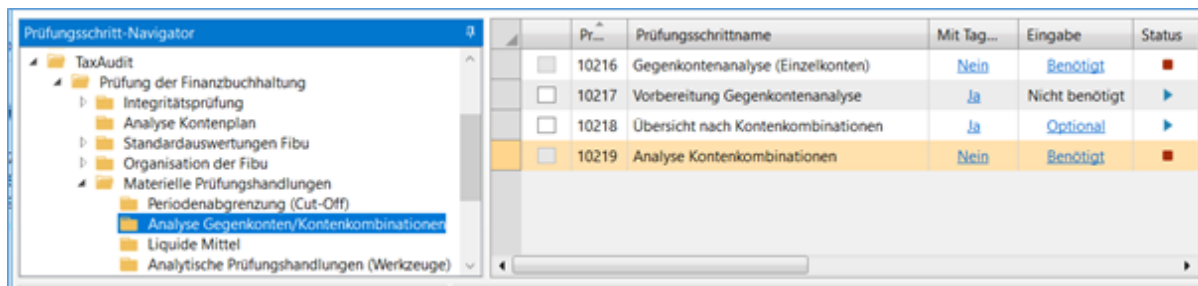 Prüfungsschritt-Navigator
TaxAudit
Prüfung der Finanzbuchhaltung
Integritätsprüfung
Analyse Kontenplan
Standardauswertungen Fibu
Organisation der Fibu
Materielle Prüfungshandlungen
Periodenabgrenzung (Cut-Off)
Analyse Gegenkonten/Kontenkombinationen
Liquide Mittel
Analytische Prüfungshandlungen (Werkzeuge)
Pr... Prüfungsschrittname Mit Tag... Eingabe Status
10216 Gegenkontenanalyse (Einzelkonten) Nein Benötigt
10217 Vorbereitung Gegenkontenanalyse Ja Nicht benötigt
10218 Übersicht nach Kontenkombinationen Ja Optional
10219 Analyse Kontenkombinationen Nein Benötigt